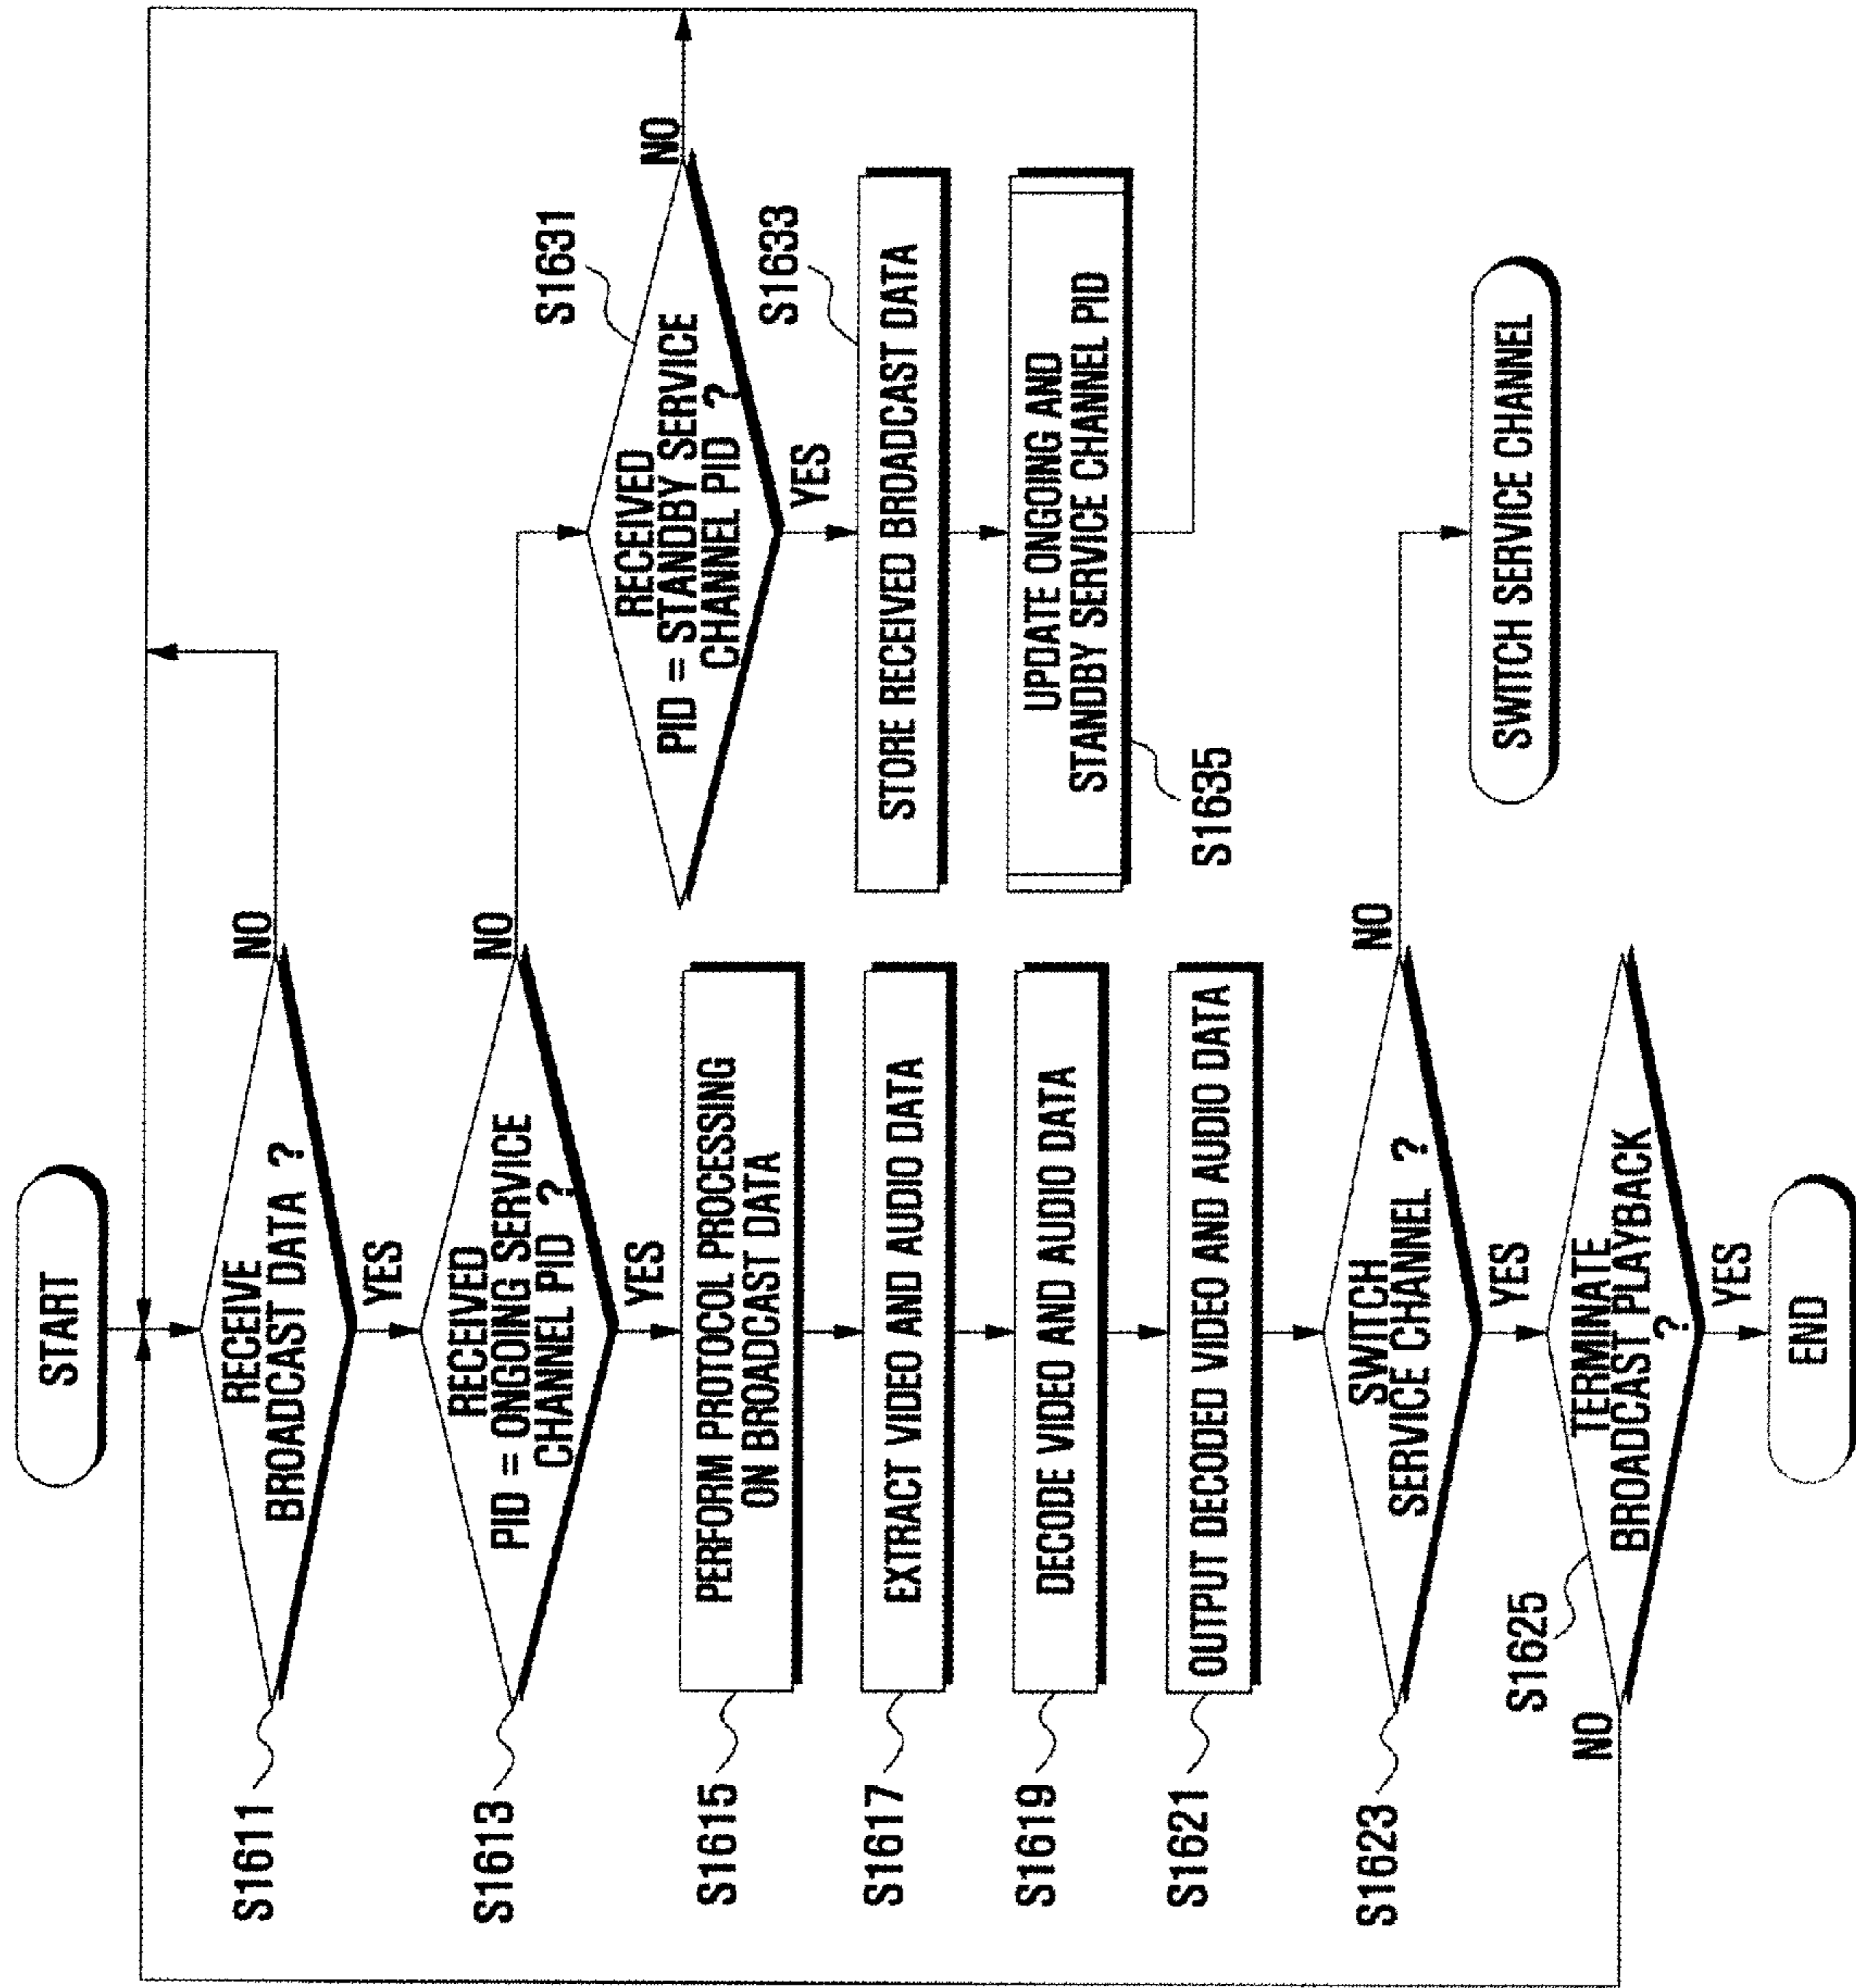 START
RECEIVE
BROADCAST DATA ?
S1611
NO
YES
RECEIVED
PID = ONGOING SERVICE
CHANNEL PID ?
S1613
NO
YES
PERFORM PROTOCOL PROCESSING
ON BROADCAST DATA
S1615
EXTRACT VIDEO AND AUDIO DATA
S1617
DECODE VIDEO AND AUDIO DATA
S1619
OUTPUT DECODED VIDEO AND AUDIO DATA
S1621
SWITCH
SERVICE CHANNEL ?
S1623
NO
YES
TERMINATE
BROADCAST PLAYBACK
?
S1625
NO
YES
END
RECEIVED
PID = STANDBY SERVICE
CHANNEL PID ?
S1631
NO
YES
STORE RECEIVED BROADCAST DATA
S1633
UPDATE ONGOING AND
STANDBY SERVICE CHANNEL PID
S1635
SWITCH SERVICE CHANNEL